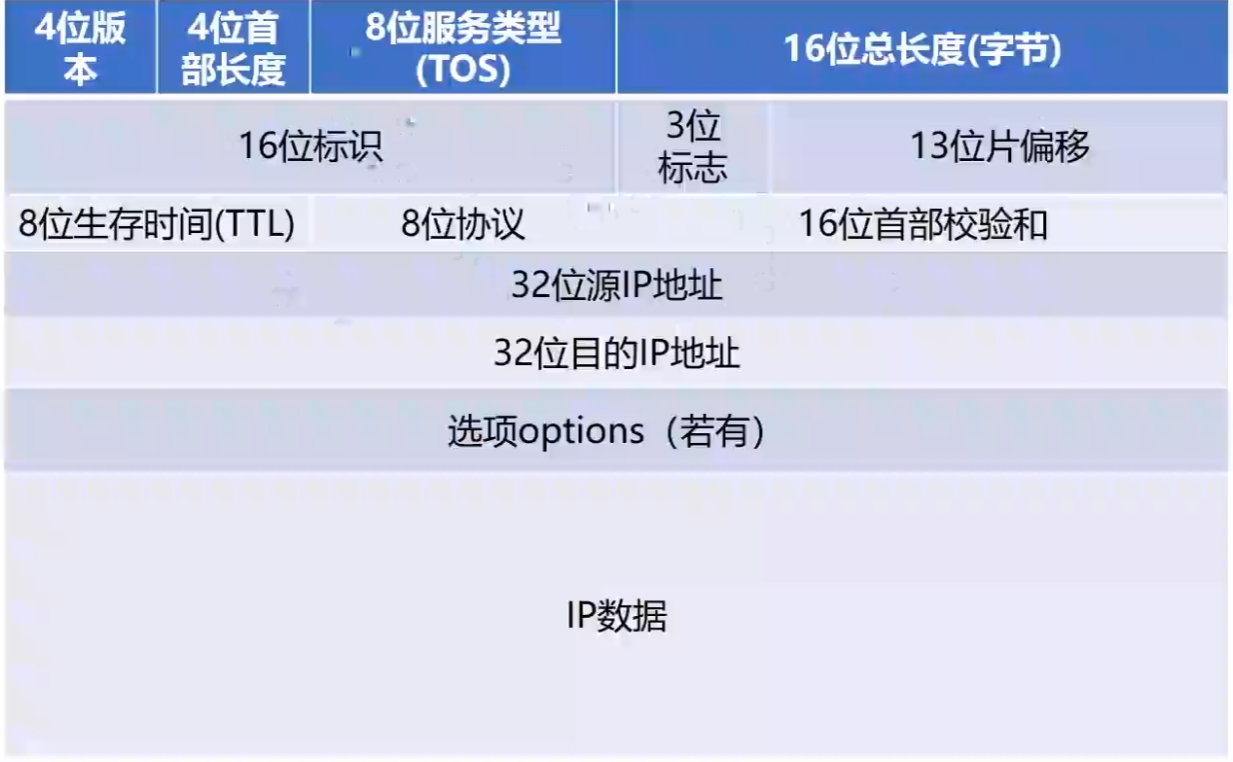 4位版
本
4位首
部长度
8位服务类型
(TOS)
16位总长度(字节)
16位标识
3位
标志
13位片偏移
8位生存时间(TTL)
8位协议
16位首部校验和
32位源IP地址
32位目的IP地址
选项options（若有）
IP数据